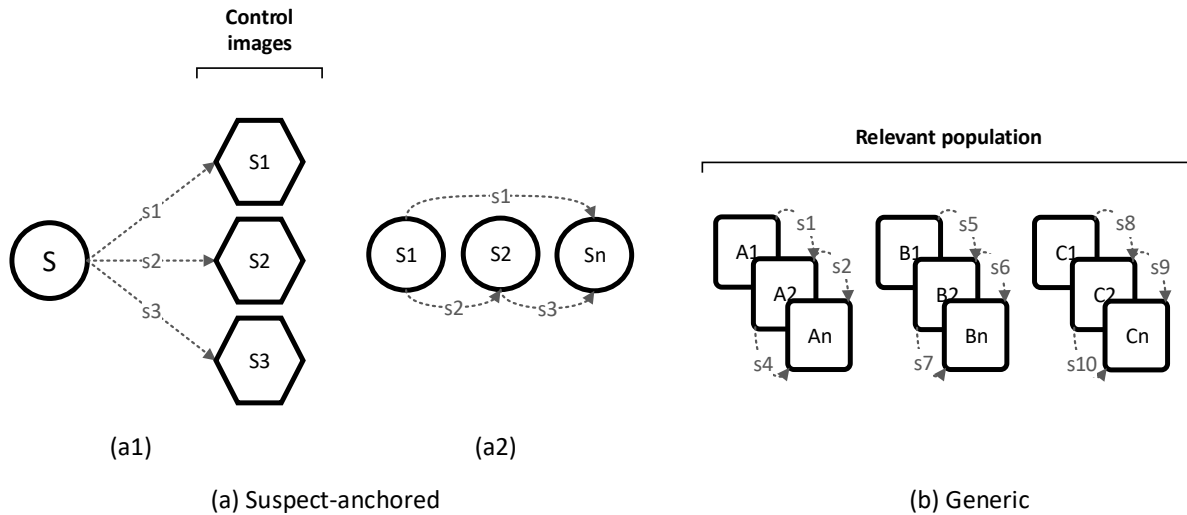 Control
images
S
s1
s2
s3
S1
S2
S3
(a1)
s1
S1
S2
Sn
s2
s3
(a2)
(a) Suspect-anchored
Relevant population
A1
A2
An
s1
s2
s4
B1
B2
Bn
s5
s6
s7
C1
C2
Cn
s8
s9
s10
(b) Generic